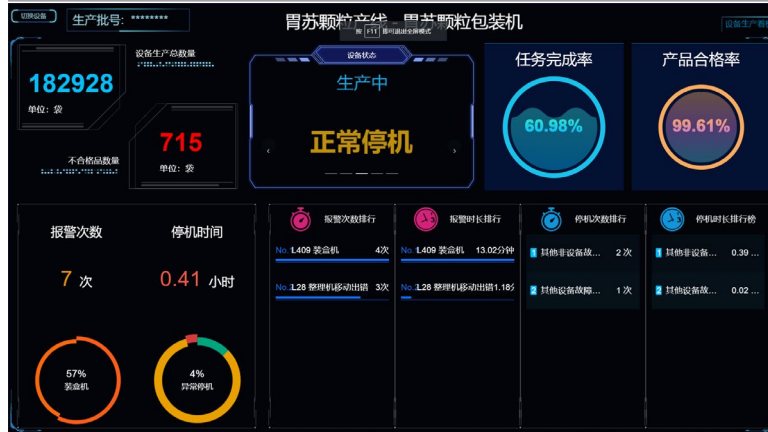 切换设备
生产批号: ********
胃苏颗粒产线--胃苏颗粒包装机
按 F11 即可退出全屏模式
设备生产看板
设备生产总数量
182928
单位: 袋
715
单位: 袋
不合格品数量
设备状态
生产中
正常停机
任务完成率
60.98%
产品合格率
99.61%
报警次数
7 次
停机时间
0.41 小时
57%
装盒机
4%
异常停机
报警次数排行
No.1L409 装盒机 4次
No.2L28 整理机移动出错 3次
报警时长排行
No.1L409 装盒机 13.02分钟
No.2L28 整理机移动出错1.18分
停机次数排行
1 其他非设备故... 2 次
2 其他设备故障... 1 次
停机时长排行榜
1 其他非设备... 0.39 ...
2 其他设备故... 0.02 ...